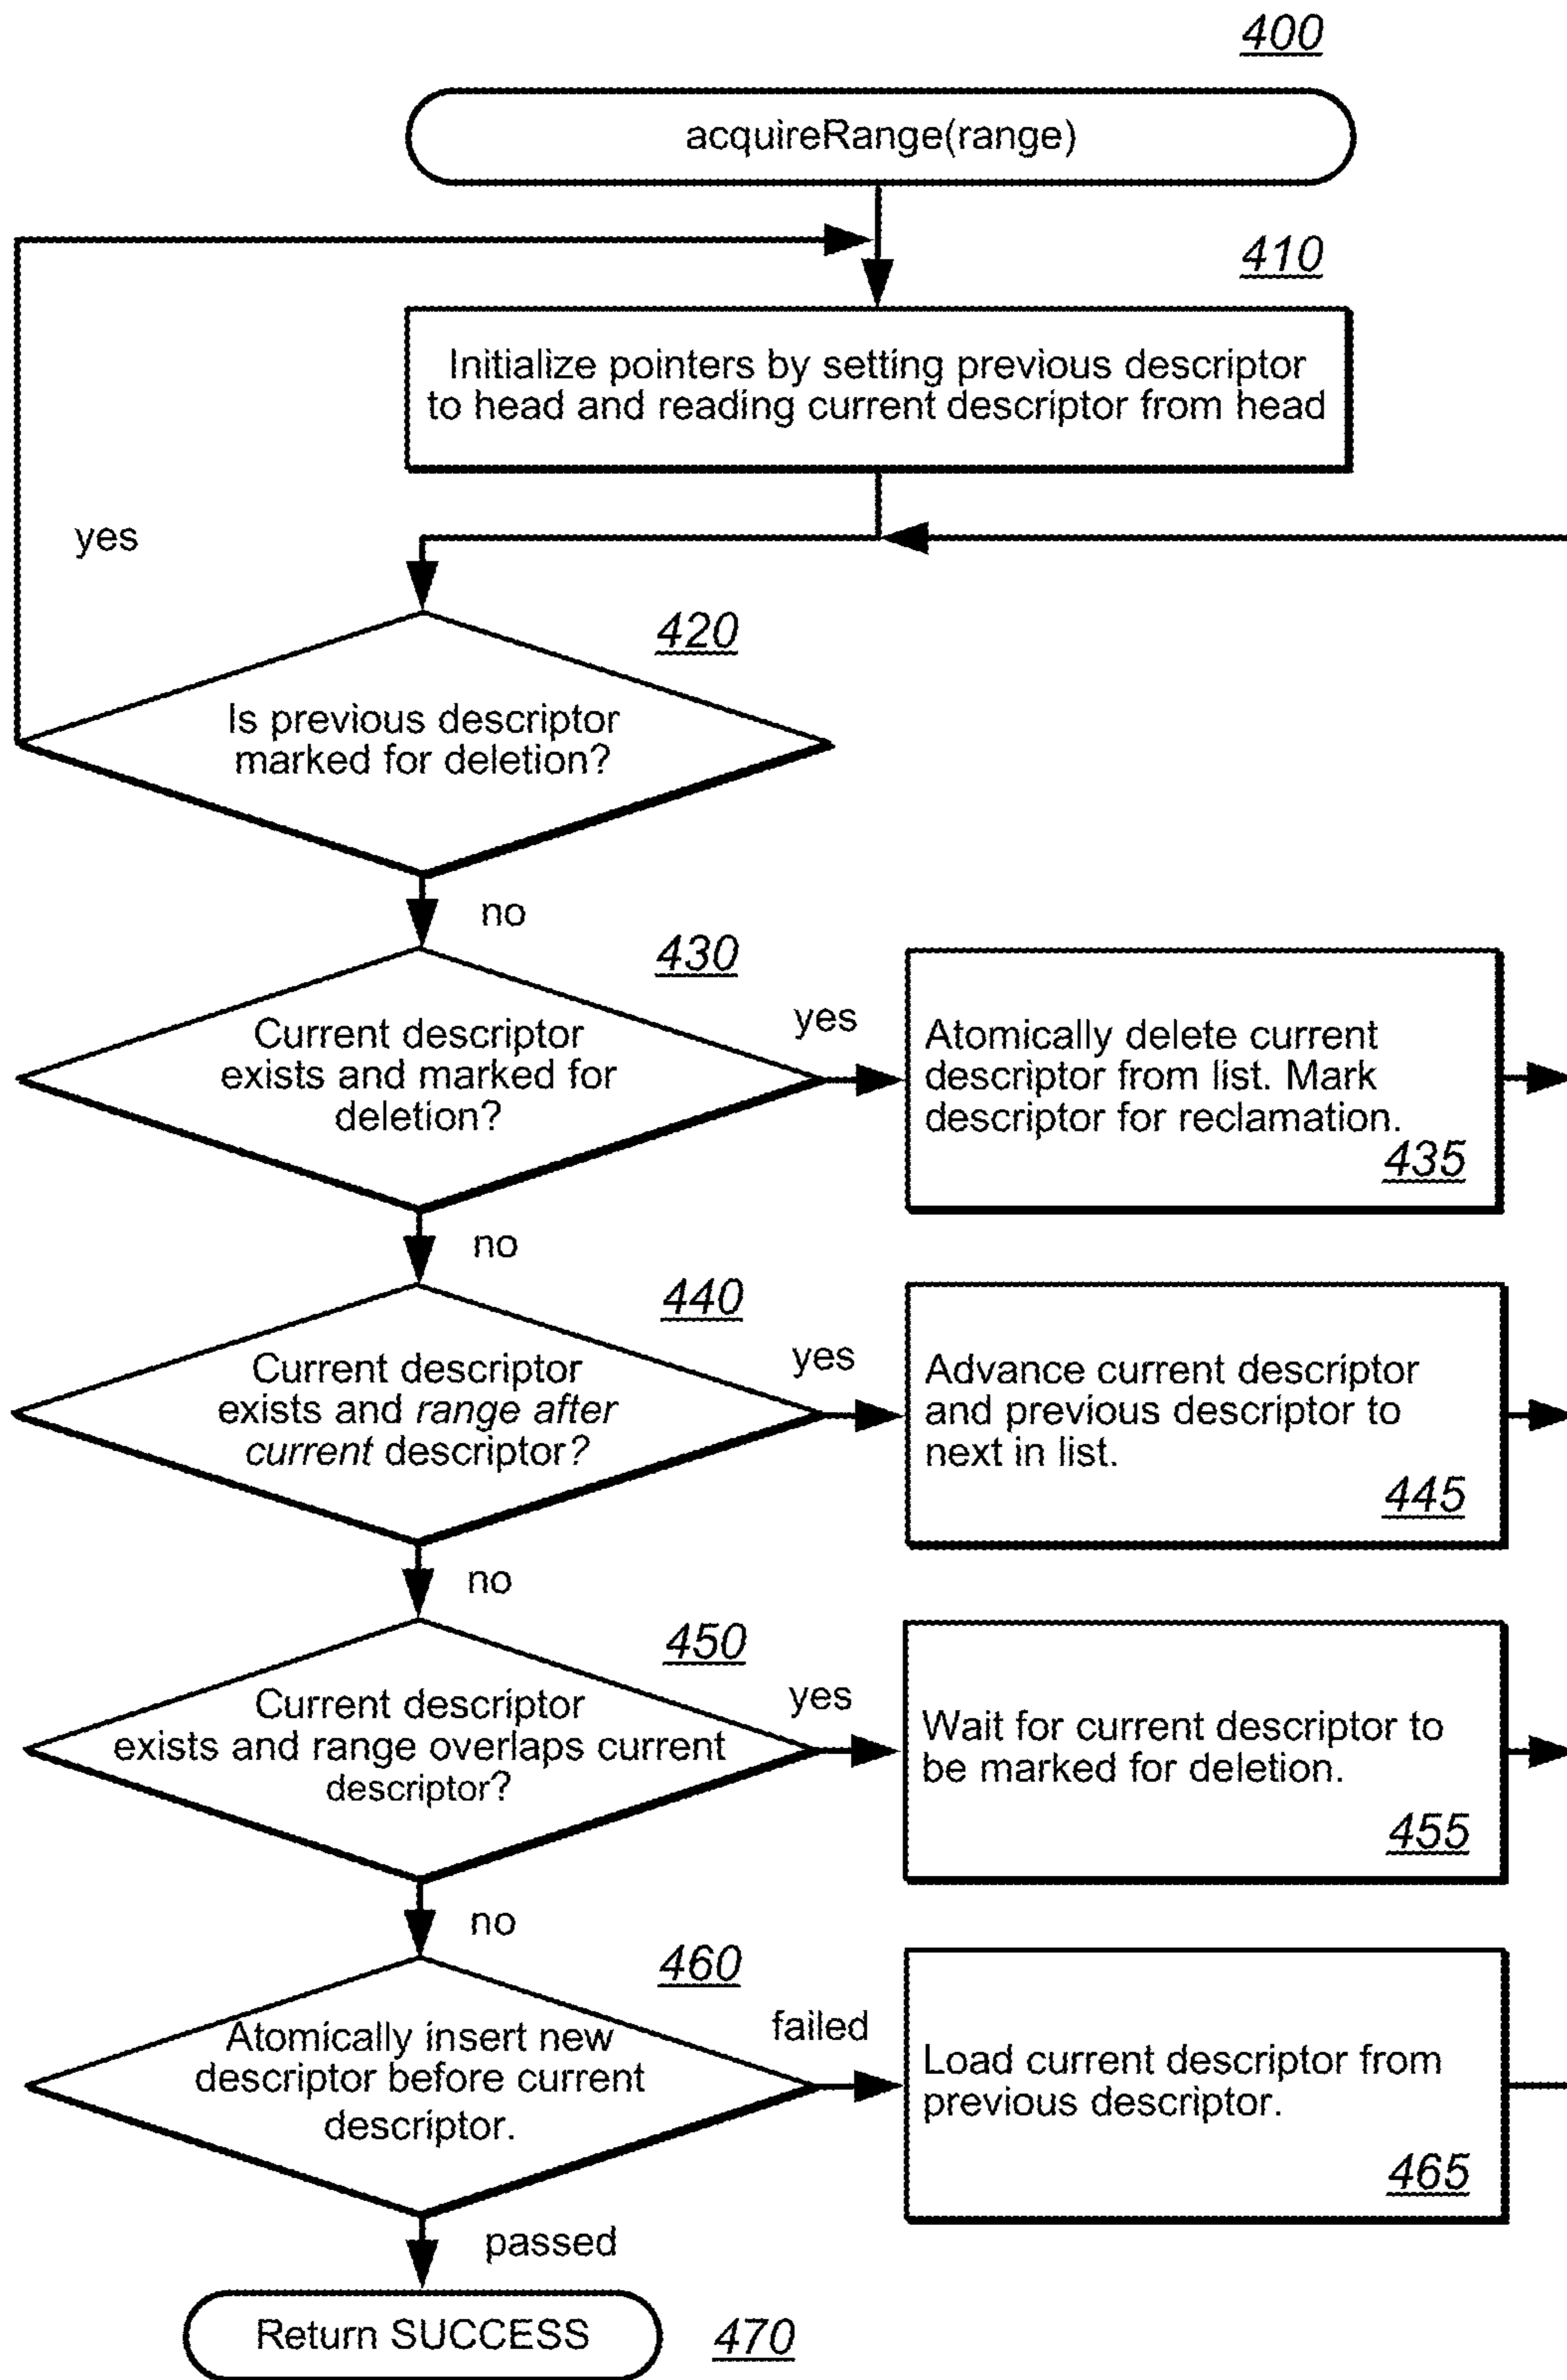 400
acquireRange(range)
410
Initialize pointers by setting previous descriptor
to head and reading current descriptor from head
yes
420
Is previous descriptor
marked for deletion?
no
430
Current descriptor
exists and marked for
deletion?
yes
Atomically delete current
descriptor from list. Mark
descriptor for reclamation.
435
no
440
Current descriptor
exists and range after
current descriptor?
yes
Advance current descriptor
and previous descriptor to
next in list.
445
no
450
Current descriptor
exists and range overlaps current
descriptor?
yes
Wait for current descriptor to
be marked for deletion.
455
no
460
Atomically insert new
descriptor before current
descriptor.
failed
Load current descriptor from
previous descriptor.
465
passed
Return SUCCESS
470